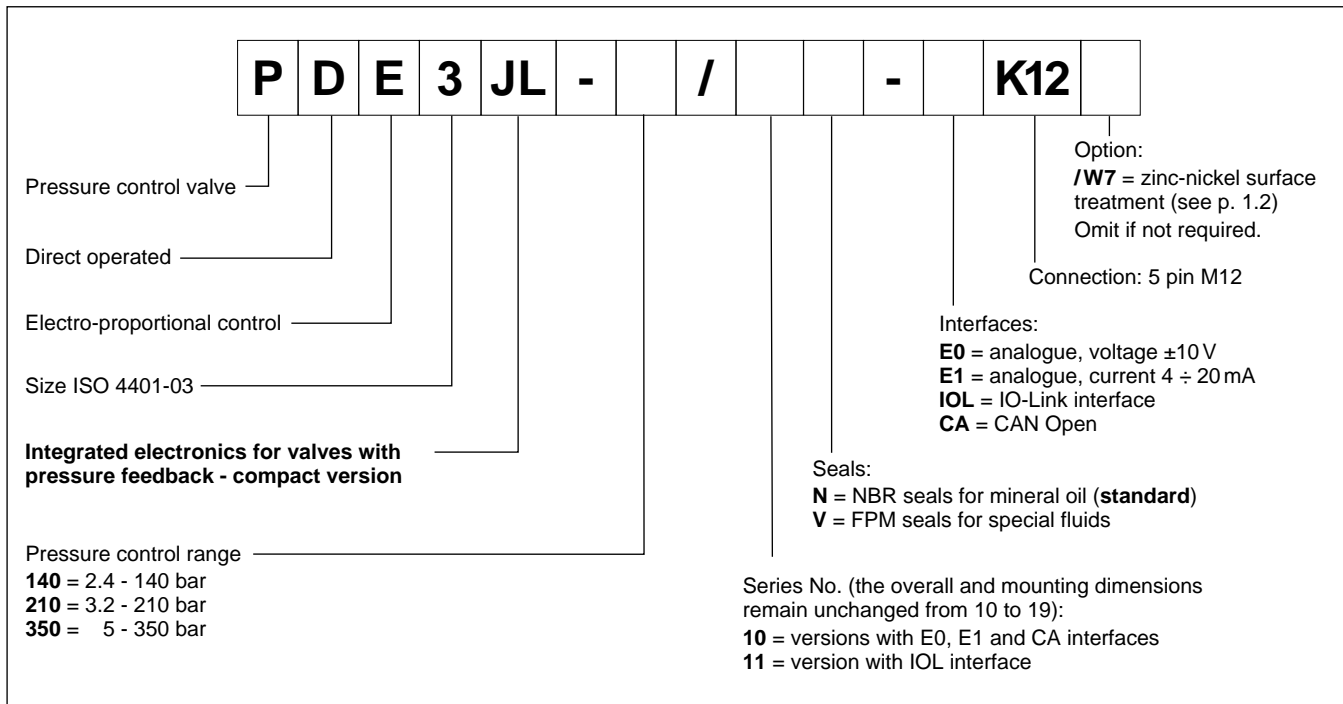 P D E 3 JL - / - K12
Pressure control valve
Direct operated
Electro-proportional control
Size ISO 4401-03
Integrated electronics for valves with
pressure feedback - compact version
Pressure control range
140 = 2.4 - 140 bar
210 = 3.2 - 210 bar
350 = 5 - 350 bar
Option:
/W7 = zinc-nickel surface
treatment (see p. 1.2)
Omit if not required.
Connection: 5 pin M12
Interfaces:
E0 = analogue, voltage ±10 V
E1 = analogue, current 4 ÷ 20 mA
IOL = IO-Link interface
CA = CAN Open
Seals:
N = NBR seals for mineral oil (standard)
V = FPM seals for special fluids
Series No. (the overall and mounting dimensions
remain unchanged from 10 to 19):
10 = versions with E0, E1 and CA interfaces
11 = version with IOL interface